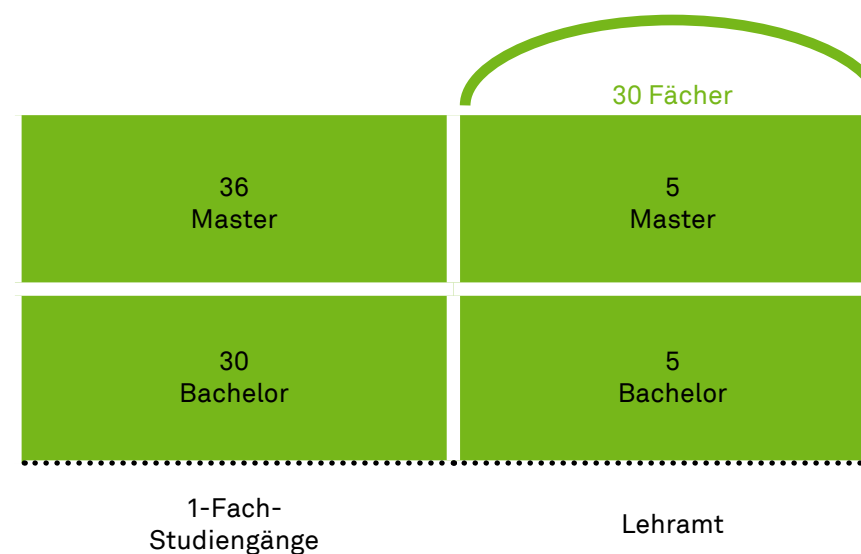 30 Fächer
36
Master
5
Master
30
Bachelor
5
Bachelor
1-Fach-
Studiengänge
Lehramt